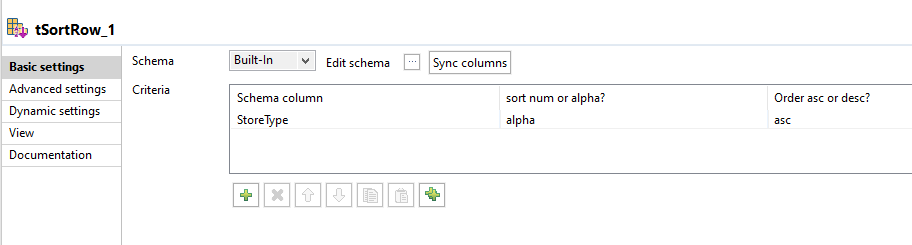 tSortRow_1
Basic settings
Advanced settings
Dynamic settings
View
Documentation
Schema Built-In Edit schema ... Sync columns
Criteria
Schema column sort num or alpha? Order asc or desc?
StoreType alpha asc